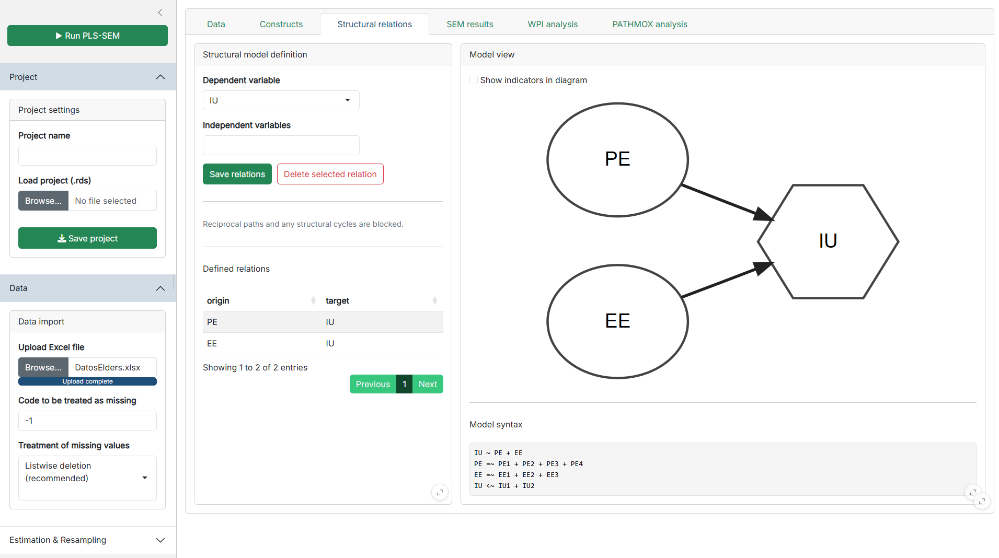 Run PLS-SEM
Project
Project settings
Project name
Load project (.rds)
Browse... No file selected
Save project
Data
Data import
Upload Excel file
Browse... DatosElders.xlsx
Upload complete
Code to be treated as missing
-1
Treatment of missing values
Listwise deletion
(recommended)
Estimation & Resampling
Data Constructs Structural relations SEM results WPI analysis PATHMOX analysis
Structural model definition
Dependent variable
IU
Independent variables
Save relations Delete selected relation
Reciprocal paths and any structural cycles are blocked.
Defined relations
origin target
PE IU
EE IU
Showing 1 to 2 of 2 entries
Previous 1 Next
Model view
Show indicators in diagram
PE
IU
EE
Model syntax
IU ~ PE + EE
PE =~ PE1 + PE2 + PE3 + PE4
EE =~ EE1 + EE2 + EE3
IU <~ IU1 + IU2